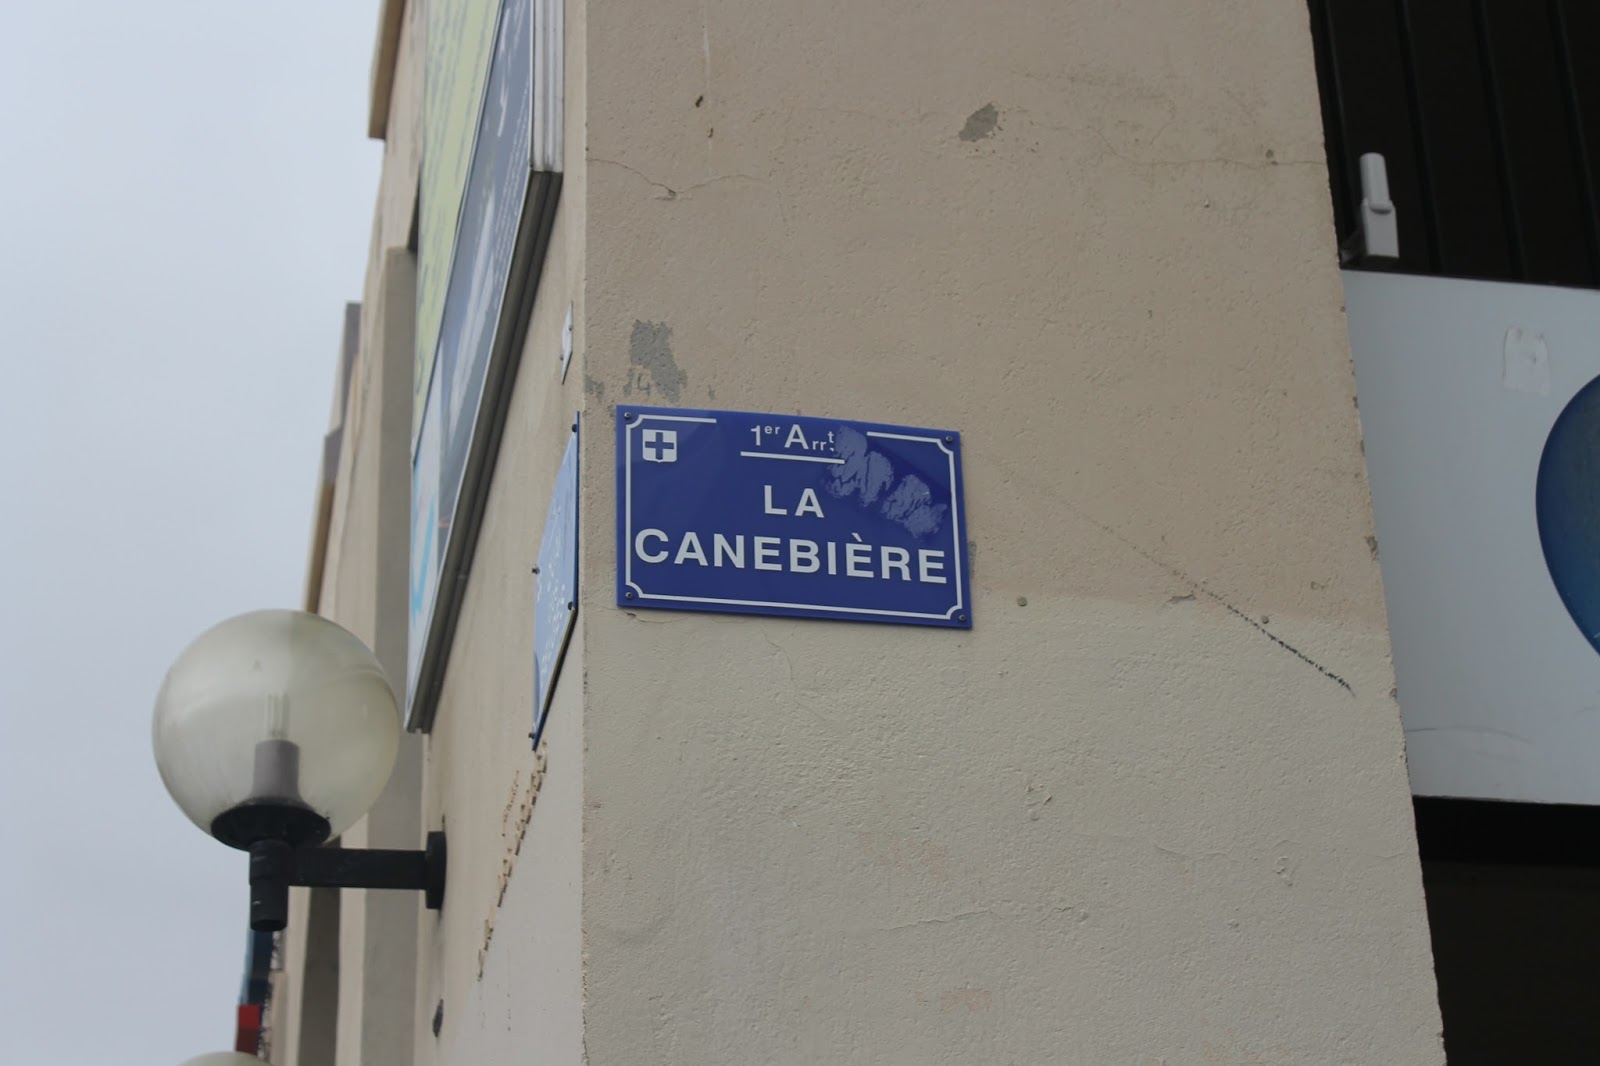 1er Arrt.
LA
CANEBIÈRE